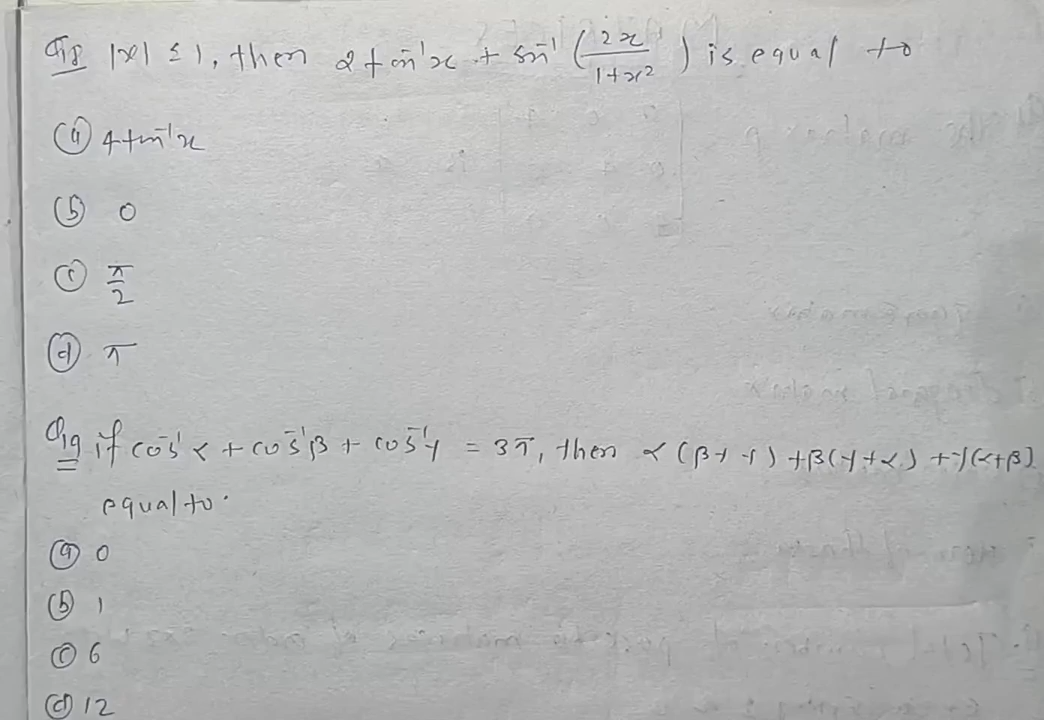 Q18 |x| ≤ 1, then 2 tan⁻¹x + sin⁻¹ (2x/1+x²) is equal to
(a) 4 tan⁻¹x
(b) 0
(c) π/2
(d) π
Q19 if cos⁻¹α + cos⁻¹β + cos⁻¹γ = 3π, then α(β+γ) + β(γ+α) + γ(α+β)
equal to.
(a) 0
(b) 1
(c) 6
(d) 12